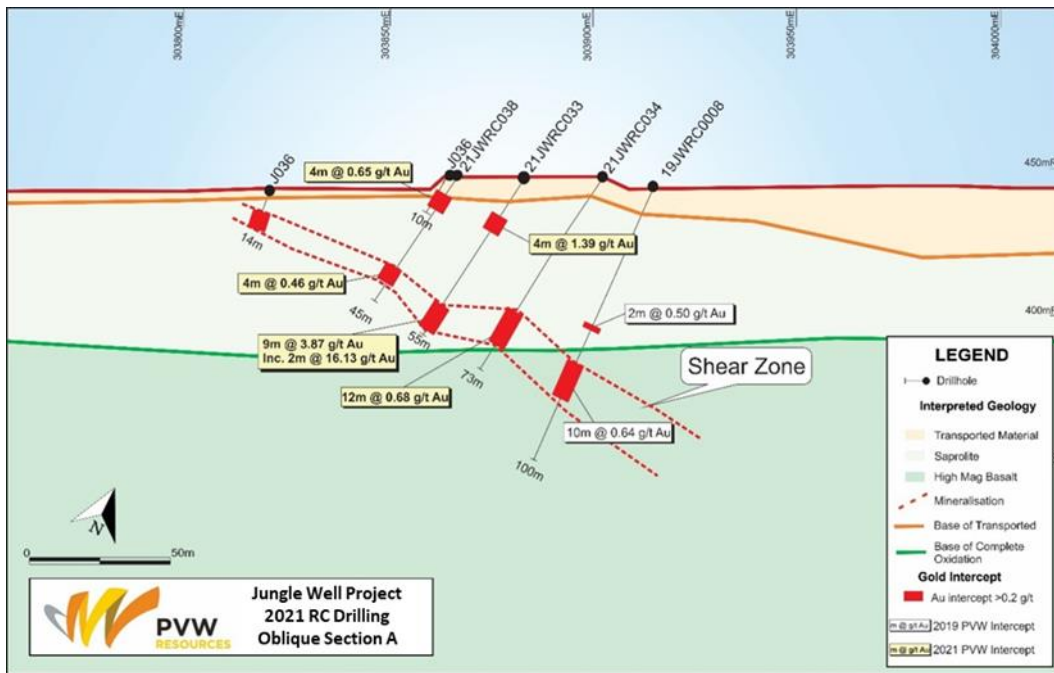 303800mE
303850mE
303900mE
303950mE
304000mE
J036
J036
21JWRC038
21JWRC033
21JWRC034
19JWRC0008
450mR
400mR
4m @ 0.65 g/t Au
10m
14m
4m @ 1.39 g/t Au
4m @ 0.46 g/t Au
45m
2m @ 0.50 g/t Au
9m @ 3.87 g/t Au
Inc. 2m @ 16.13 g/t Au
55m
12m @ 0.68 g/t Au
73m
Shear Zone
10m @ 0.64 g/t Au
100m
N
0
50m
PVW
RESOURCES
Jungle Well Project
2021 RC Drilling
Oblique Section A
LEGEND
Drillhole
Interpreted Geology
Transported Material
Saprolite
High Mag Basalt
Mineralisation
Base of Transported
Base of Complete
Oxidation
Gold Intercept
Au intercept >0.2 g/t
m @ g/t Au 2019 PVW Intercept
m @ g/t Au 2021 PVW Intercept